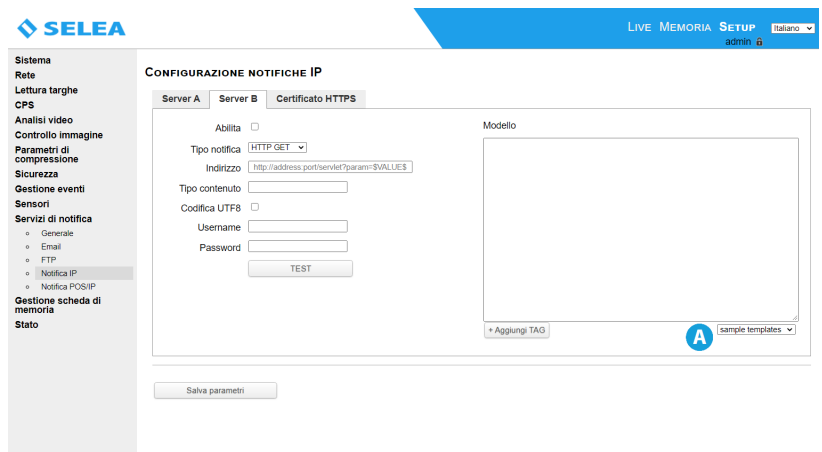 SELEA
LIVE MEMORIA SETUP Italiano
admin
Sistema
Rete
Lettura targhe
CPS
Analisi video
Controllo immagine
Parametri di
compressione
Sicurezza
Gestione eventi
Sensori
Servizi di notifica
Generale
Email
FTP
Notifica IP
Notifica POS/IP
Gestione scheda di
memoria
Stato
CONFIGURAZIONE NOTIFICHE IP
Server A Server B Certificato HTTPS
Abilita
Tipo notifica HTTP GET
Indirizzo http://address.port/servlet?param=$VALUE$
Tipo contenuto
Codifica UTF8
Username
Password
TEST
Modello
+ Aggiungi TAG
A
sample templates
Salva parametri